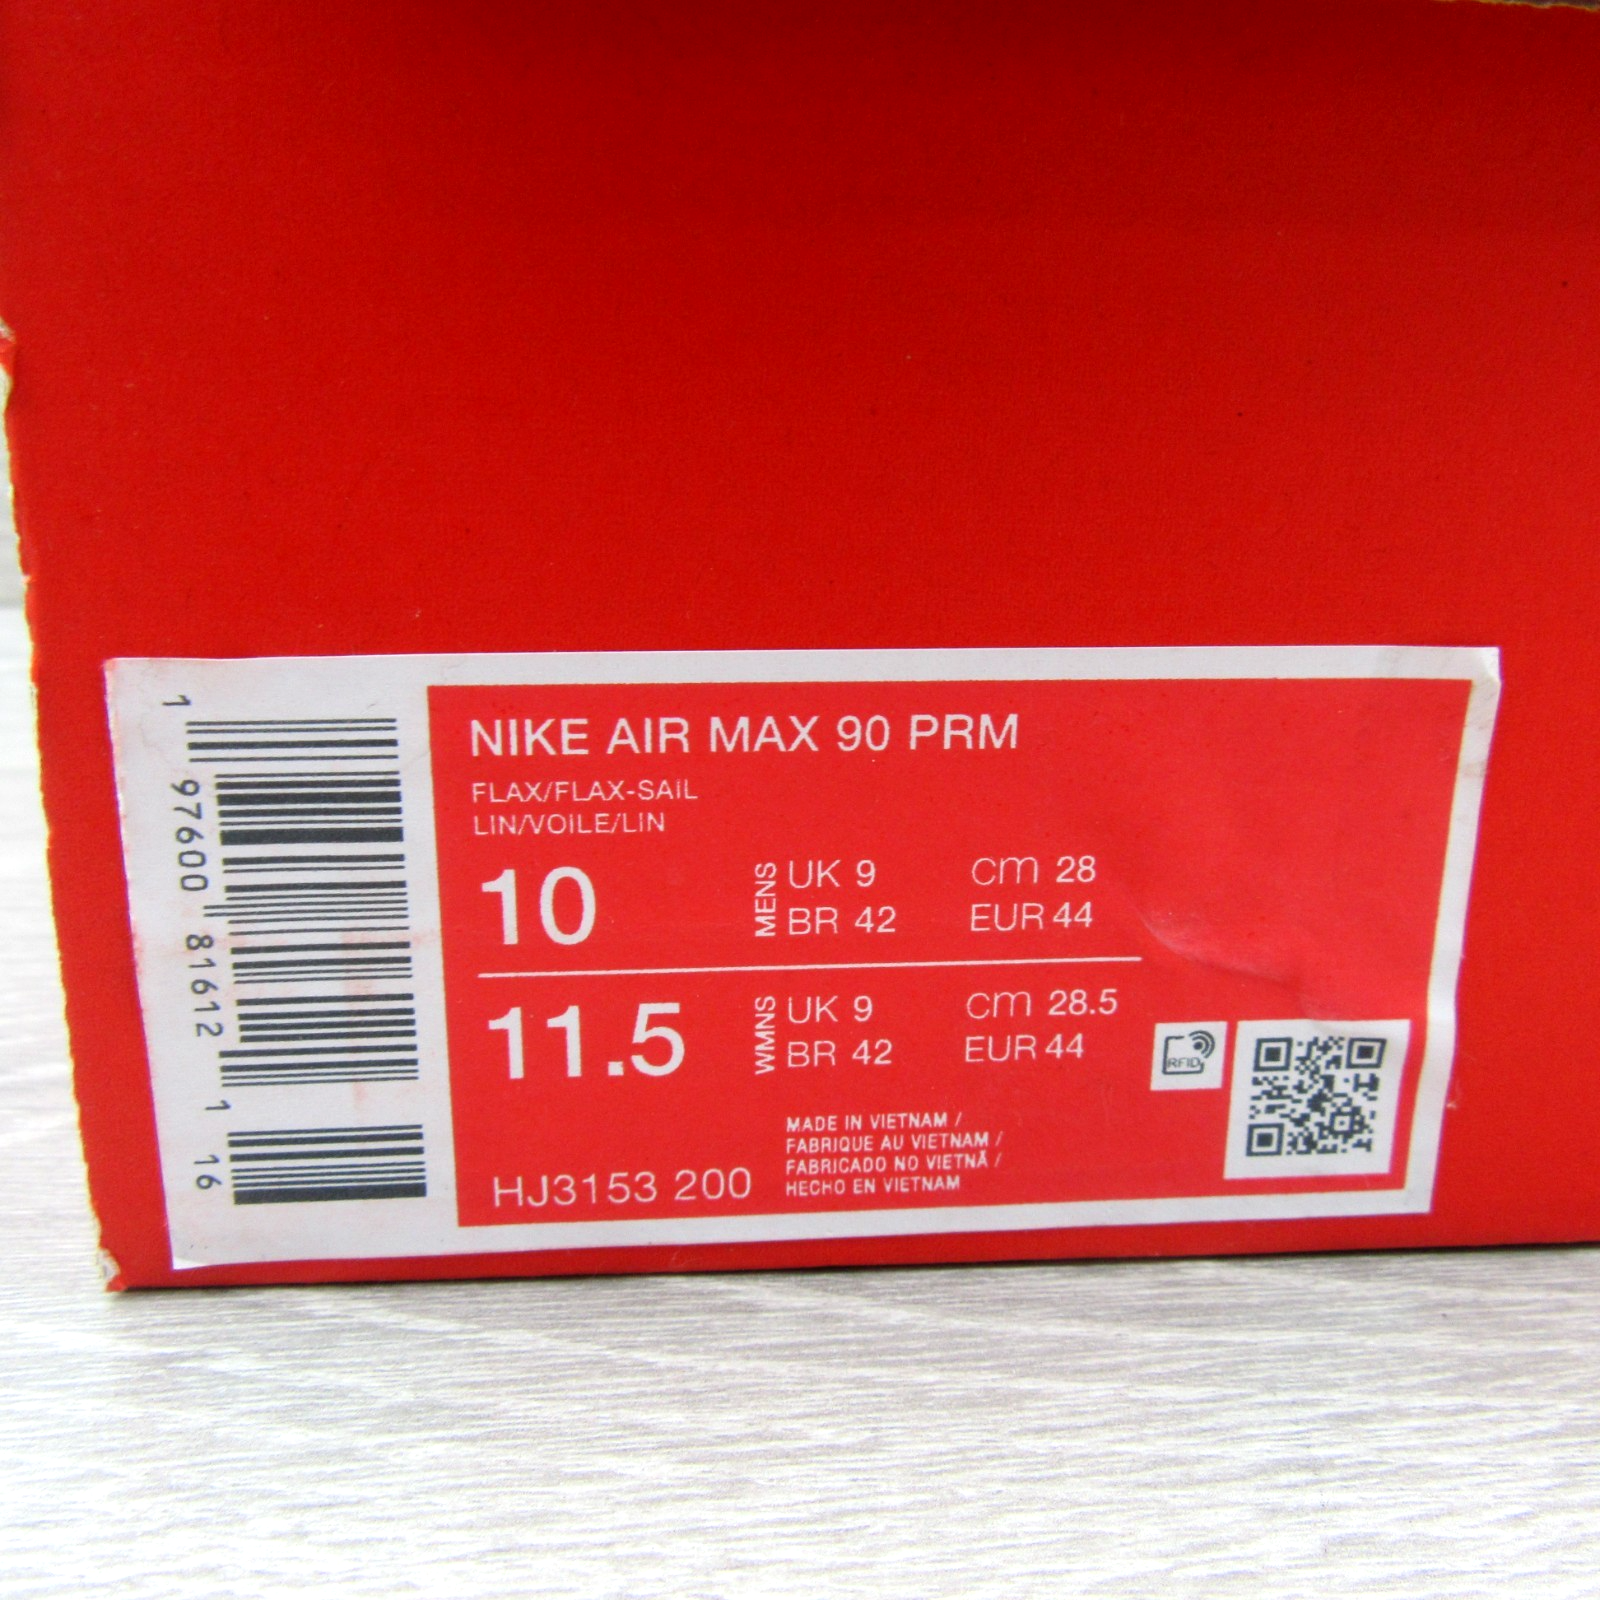 NIKE AIR MAX 90 PRM
FLAX/FLAX-SAIL
LIN/VOILE/LIN
10 MENS UK 9 cm 28
BR 42 EUR 44
11.5 WMNS UK 9 cm 28.5
BR 42 EUR 44
RFID
HJ3153 200
MADE IN VIETNAM /
FABRIQUE AU VIETNAM /
FABRICADO NO VIETNÃ /
HECHO EN VIETNAM
1 97600 81612 1 16